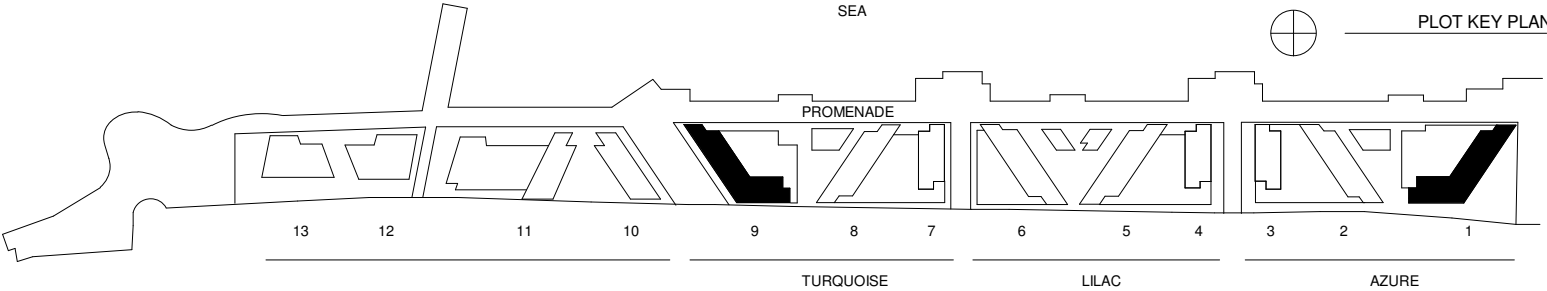 SEA
PLOT KEY PLAN
PROMENADE
13 12 11 10 9 8 7 6 5 4 3 2 1
TURQUOISE LILAC AZURE